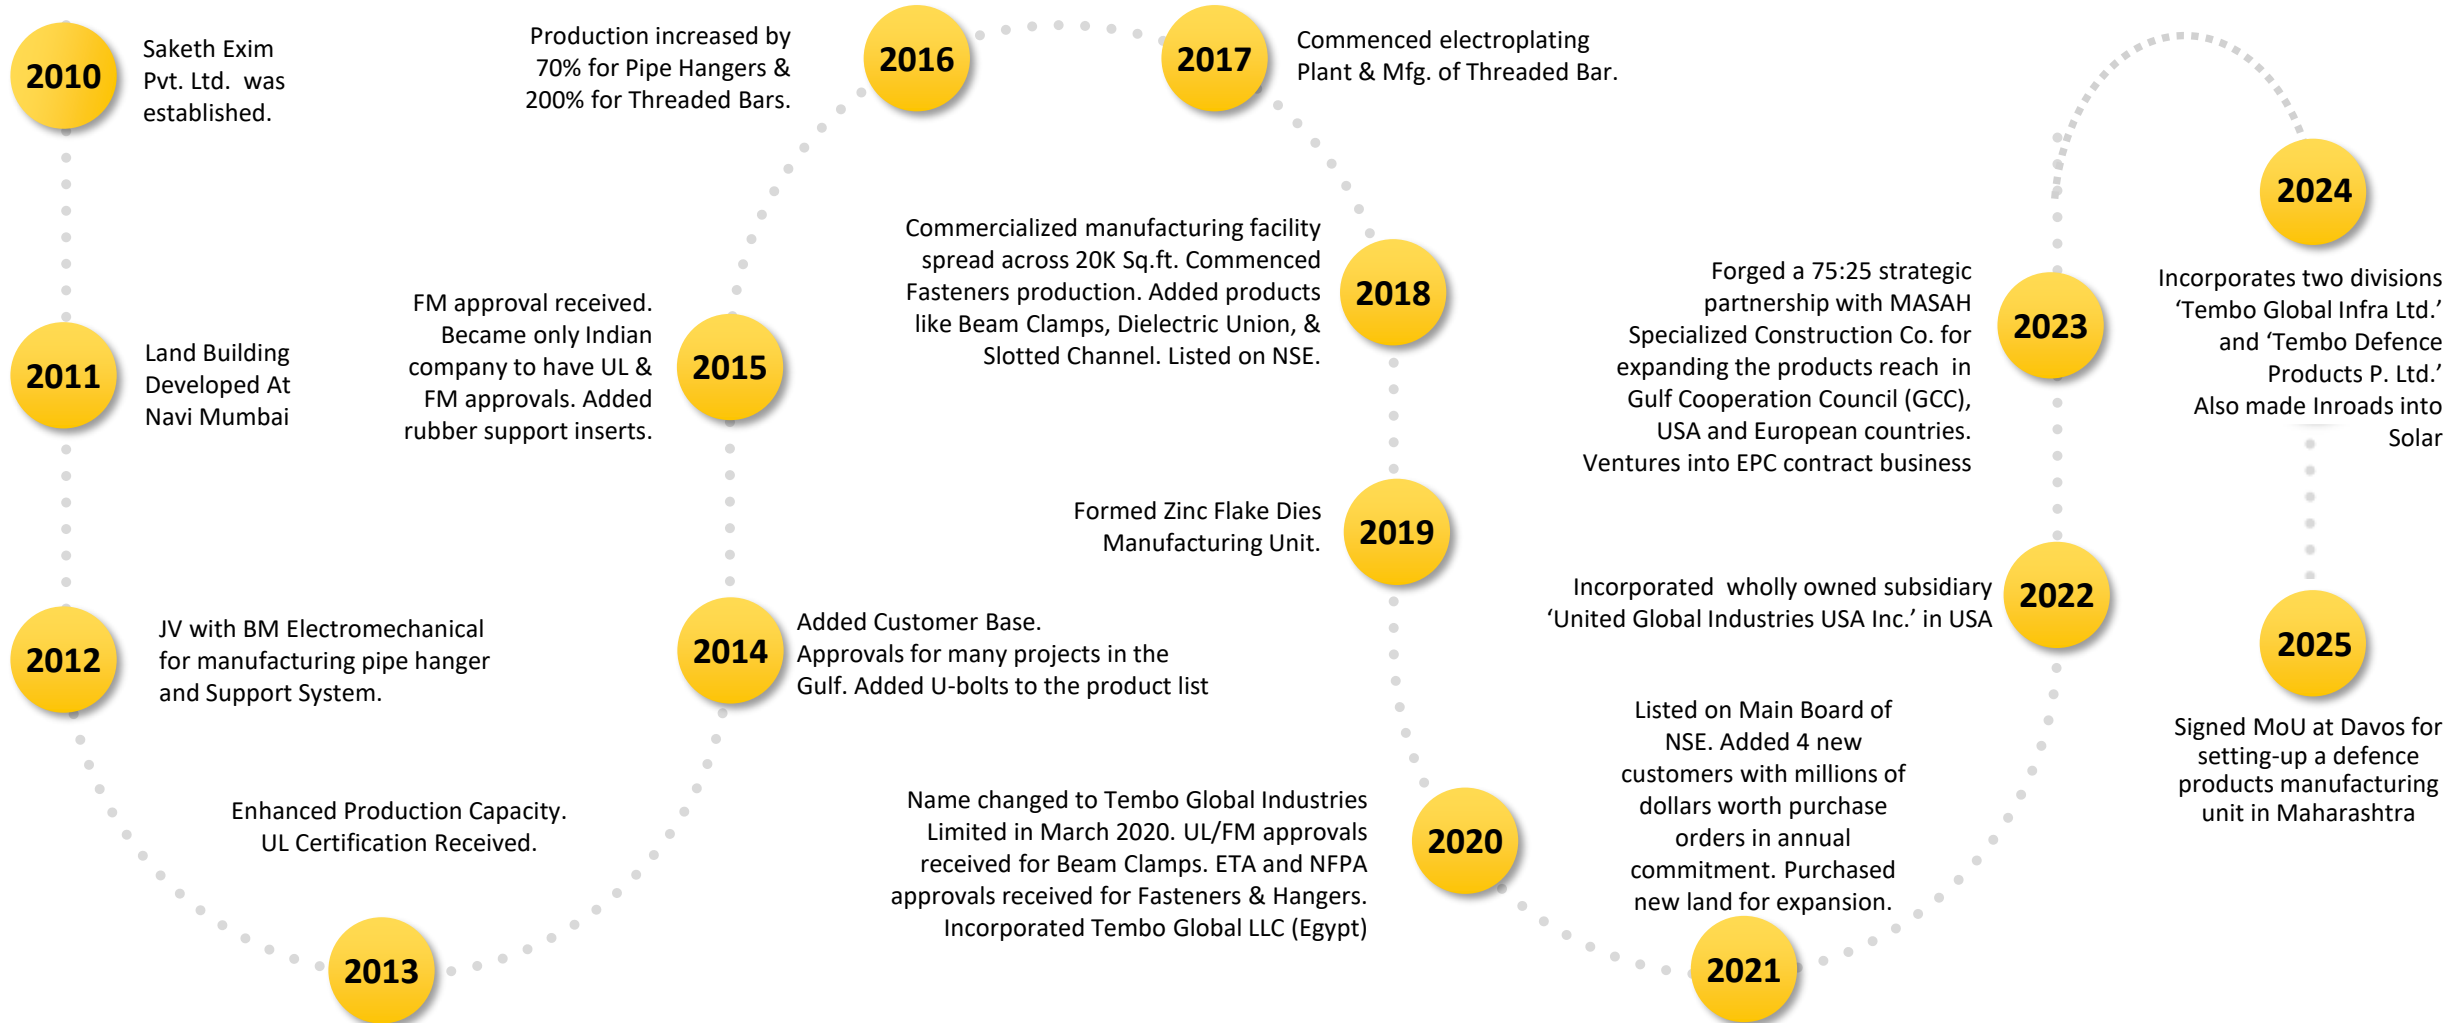 2010
Saketh Exim
Pvt. Ltd. was
established.
2011
Land Building
Developed At
Navi Mumbai
2012
JV with BM Electromechanical
for manufacturing pipe hanger
and Support System.
2013
Enhanced Production Capacity.
UL Certification Received.
2014
Added Customer Base.
Approvals for many projects in the
Gulf. Added U-bolts to the product list
2015
FM approval received.
Became only Indian
company to have UL &
FM approvals. Added
rubber support inserts.
2016
Production increased by
70% for Pipe Hangers &
200% for Threaded Bars.
2017
Commenced electroplating
Plant & Mfg. of Threaded Bar.
2018
Commercialized manufacturing facility
spread across 20K Sq.ft. Commenced
Fasteners production. Added products
like Beam Clamps, Dielectric Union, &
Slotted Channel. Listed on NSE.
2019
Formed Zinc Flake Dies
Manufacturing Unit.
2020
Name changed to Tembo Global Industries
Limited in March 2020. UL/FM approvals
received for Beam Clamps. ETA and NFPA
approvals received for Fasteners & Hangers.
Incorporated Tembo Global LLC (Egypt)
2021
Listed on Main Board of
NSE. Added 4 new
customers with millions of
dollars worth purchase
orders in annual
commitment. Purchased
new land for expansion.
2022
Incorporated wholly owned subsidiary
‘United Global Industries USA Inc.’ in USA
2023
Forged a 75:25 strategic
partnership with MASAH
Specialized Construction Co. for
expanding the products reach in
Gulf Cooperation Council (GCC),
USA and European countries.
Ventures into EPC contract business
2024
Incorporates two divisions
‘Tembo Global Infra Ltd.’
and ‘Tembo Defence
Products P. Ltd.’
Also made Inroads into
Solar
2025
Signed MoU at Davos for
setting-up a defence
products manufacturing
unit in Maharashtra